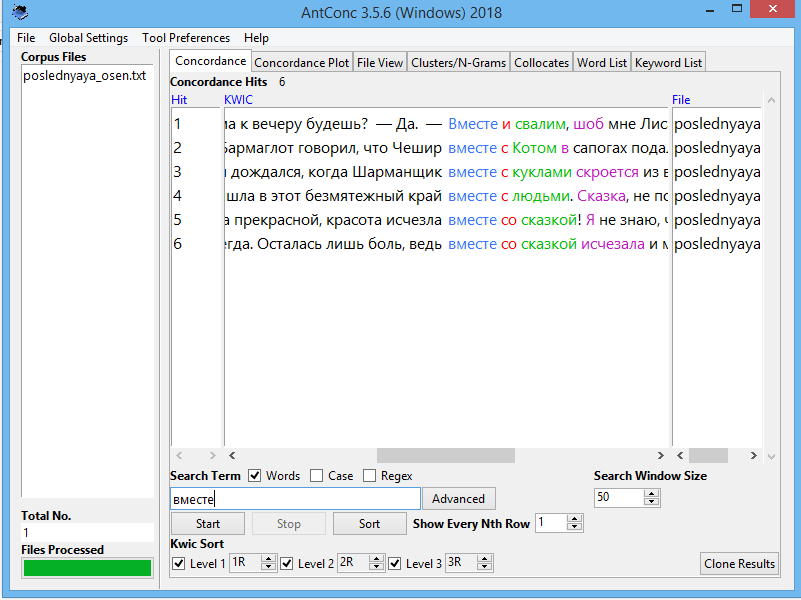 AntConc 3.5.6 (Windows) 2018
File Global Settings Tool Preferences Help
Corpus Files
poslednyaya_osen.txt
Total No.
1
Files Processed
Concordance Concordance Plot File View Clusters/N-Grams Collocates Word List Keyword List
Concordance Hits 6
Hit KWIC File
1 к вечеру будешь? — Да. — Вместе и свалим, шоб мне Лис poslednyaya
2 Бармаглот говорил, что Чешир вместе с Котом в сапогах пода. poslednyaya
3 дождался, когда Шарманщик вместе с куклами скроется из poslednyaya
4 шла в этот безмятежный край вместе с людьми. Сказка, не по poslednyaya
5 а прекрасной, красота исчезла вместе со сказкой! Я не знаю, poslednyaya
6 егда. Осталась лишь боль, ведь вместе со сказкой исчезала и poslednyaya
Search Term Words Case Regex Search Window Size
вместе Advanced 50
Start Stop Sort Show Every Nth Row 1
Kwic Sort
Level 1 1R Level 2 2R Level 3 3R Clone Results